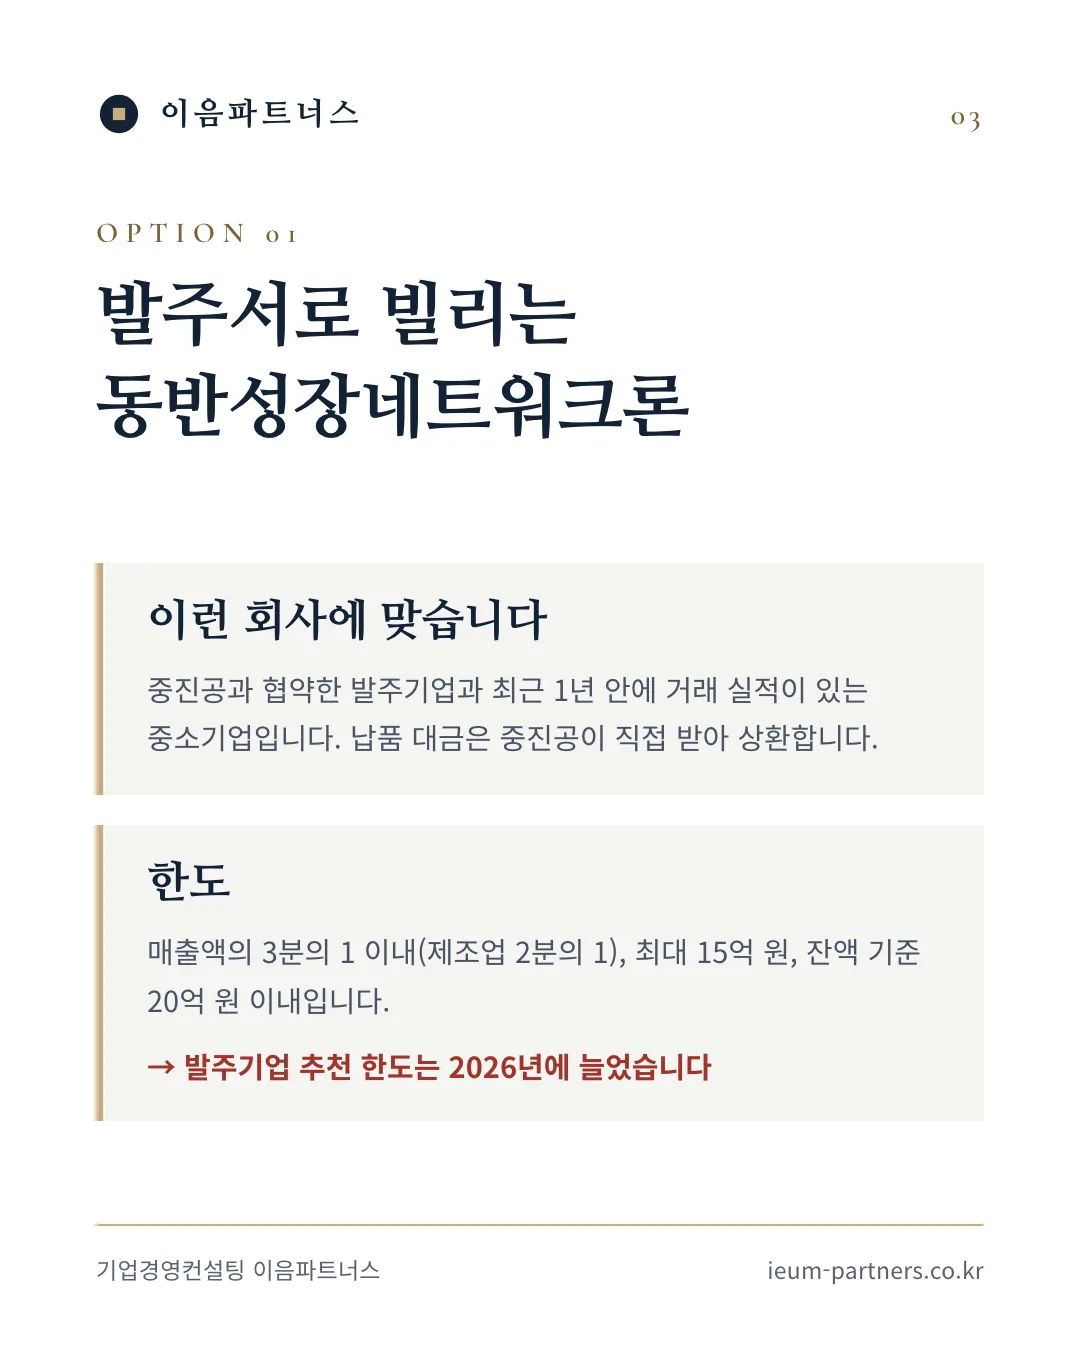 이음파트너스
03
OPTION 01
발주서로 빌리는
동반성장네트워크론
이런 회사에 맞습니다
중진공과 협약한 발주기업과 최근 1년 안에 거래 실적이 있는
중소기업입니다. 납품 대금은 중진공이 직접 받아 상환합니다.
한도
매출액의 3분의 1 이내(제조업 2분의 1), 최대 15억 원, 잔액 기준
20억 원 이내입니다.
→ 발주기업 추천 한도는 2026년에 늘었습니다
기업경영컨설팅 이음파트너스
ieum-partners.co.kr